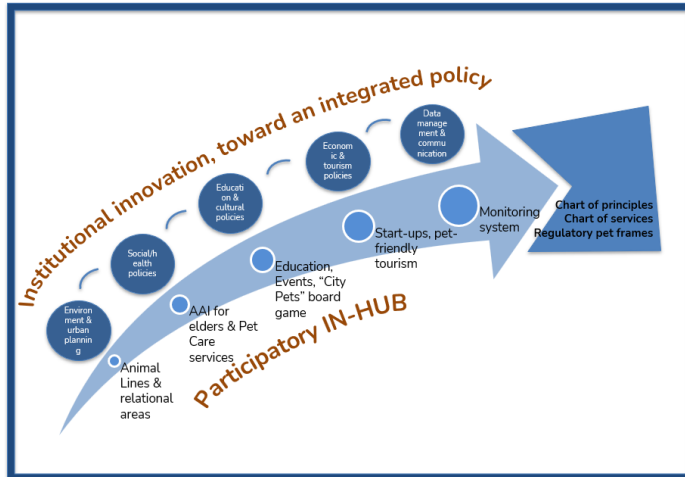 Institutional innovation, toward an integrated policy
Data manage
ment &
commu
nication
Econom
ic &
tourism
policies
Educati
on &
cultural
policies
Social/h
ealth
policies
Environ
ment &
urban
plannin
g
Chart of principles
Chart of services
Regulatory pet frames
Monitoring
system
Start-ups, pet-
friendly
tourism
Education,
Events, “City
Pets” board
game
AAI for
elders & Pet
Care
services
Animal
Lines &
relational
areas
Participatory IN-HUB